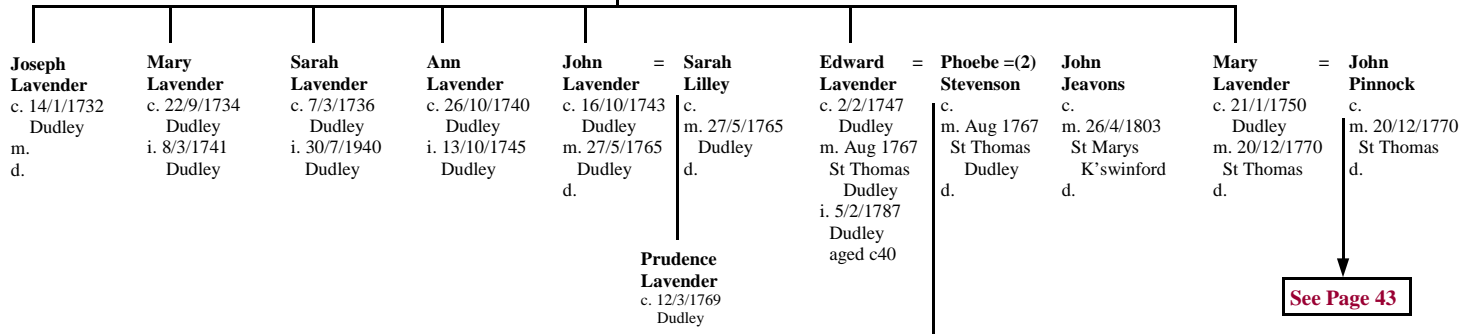 Joseph
Lavender
c. 14/1/1732
Dudley
m.
d.
Mary
Lavender
c. 22/9/1734
Dudley
i. 8/3/1741
Dudley
Sarah
Lavender
c. 7/3/1736
Dudley
i. 30/7/1940
Dudley
Ann
Lavender
c. 26/10/1740
Dudley
i. 13/10/1745
Dudley
John =
Lavender
c. 16/10/1743
Dudley
m. 27/5/1765
Dudley
d.
Sarah
Lilley
c.
m. 27/5/1765
Dudley
d.
Prudence
Lavender
c. 12/3/1769
Dudley
Edward =
Lavender
c. 2/2/1747
Dudley
m. Aug 1767
St Thomas
Dudley
i. 5/2/1787
Dudley
aged c40
Phoebe =(2)
Stevenson
c.
m. Aug 1767
St Thomas
Dudley
d.
John
Jeavons
c.
m. 26/4/1803
St Marys
K'swinford
d.
Mary =
Lavender
c. 21/1/1750
Dudley
m. 20/12/1770
St Thomas
d.
John
Pinnock
c.
m. 20/12/1770
St Thomas
d.
See Page 43